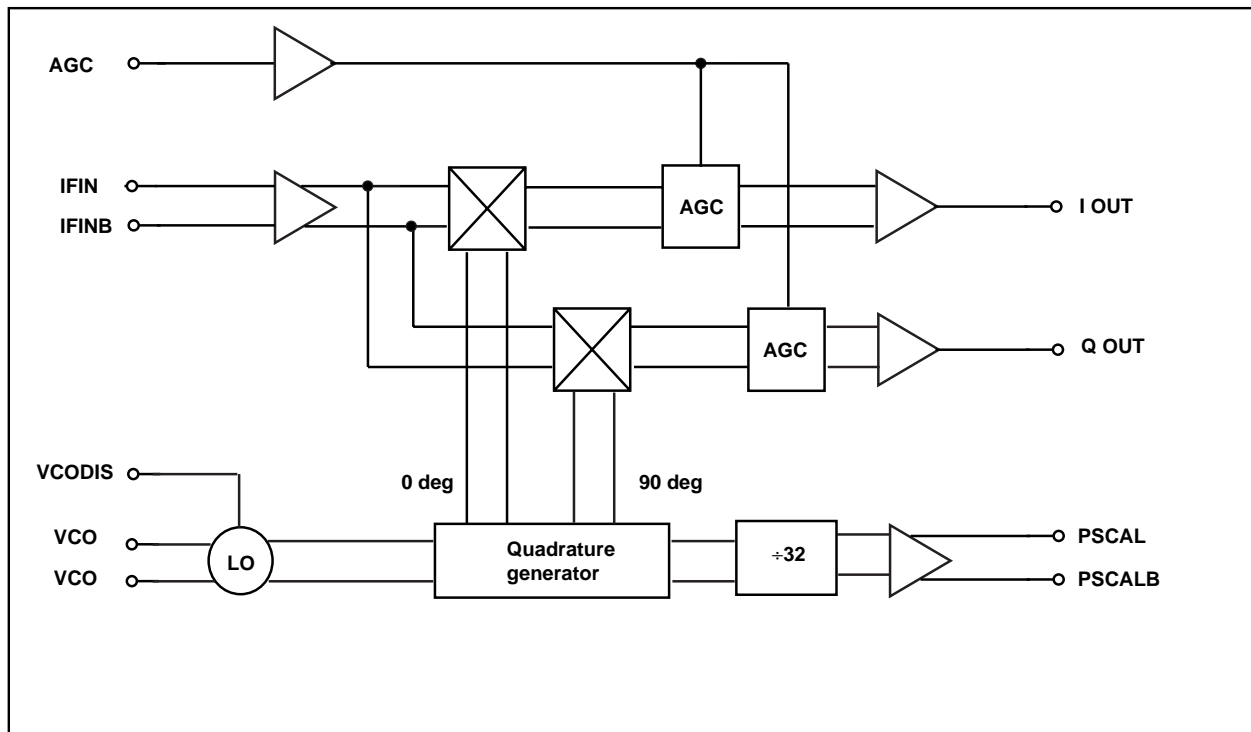 AGC
IFIN
IFINB
AGC
I OUT
AGC
Q OUT
VCODIS
0 deg
90 deg
VCO
VCO
LO
Quadrature
generator
÷32
PSCAL
PSCALB